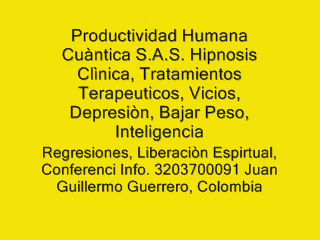 Productividad Humana
Cuàntica S.A.S. Hipnosis
Clìnica, Tratamientos
Terapeuticos, Vicios,
Depresiòn, Bajar Peso,
Inteligencia
Regresiones, Liberaciòn Espirtual,
Conferenci Info. 3203700091 Juan
Guillermo Guerrero, Colombia